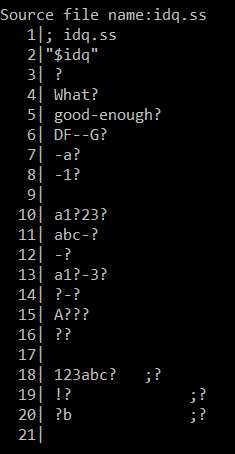 Source file name:idq.ss
1|; idq.ss
2|"$idq"
3| ?
4| What?
5| good-enough?
6| DF--G?
7| -a?
8| -1?
9|
10| a1?23?
11| abc-?
12| -?
13| a1?-3?
14| ?-?
15| A???
16| ??
17|
18| 123abc?   ;?
19| !?               ;?
20| ?b               ;?
21|